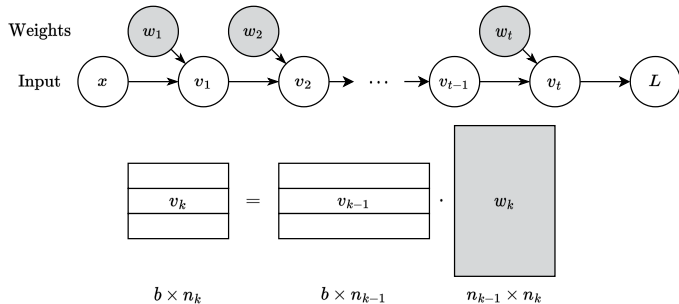 Weights w₁ w₂ wₜ
Input x v₁ v₂ ⋯ vₜ₋₁ vₜ L
vₖ = vₖ₋₁ · wₖ
b × nₖ b × nₖ₋₁ nₖ₋₁ × nₖ